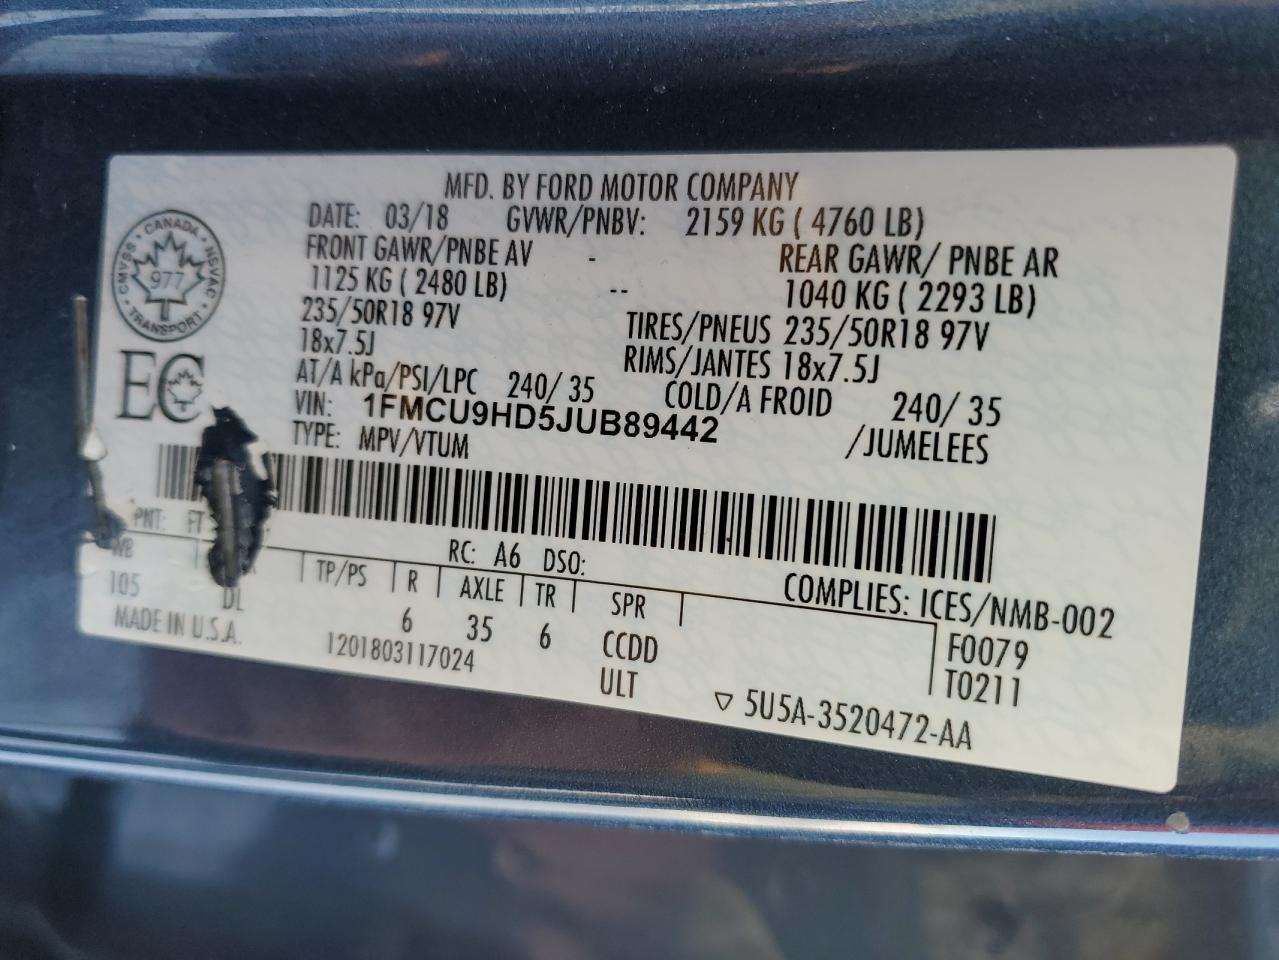 MFD. BY FORD MOTOR COMPANY
DATE: 03/18 GVWR/PNBV: 2159 KG ( 4760 LB)
FRONT GAWR/PNBE AV - REAR GAWR/ PNBE AR
1125 KG ( 2480 LB) -- 1040 KG ( 2293 LB)
235/50R18 97V TIRES/PNEUS 235/50R18 97V
18x7.5J RIMS/JANTES 18x7.5J
AT/A kPa/PSI/LPC 240/ 35 COLD/A FROID 240/ 35
VIN: 1FMCU9HD5JUB89442 /JUMELEES
TYPE: MPV/VTUM
CANADA
CMVSS NSVAC
977
TRANSPORT
EC
PNT: FT
RC: A6 DSO:
COMPLIES: ICES/NMB-002
WB TP/PS R AXLE TR SPR
105 DL 6 35 6 CCDD F0079
ULT T0211
MADE IN U.S.A. 1201803117024
▽ 5U5A-3520472-AA